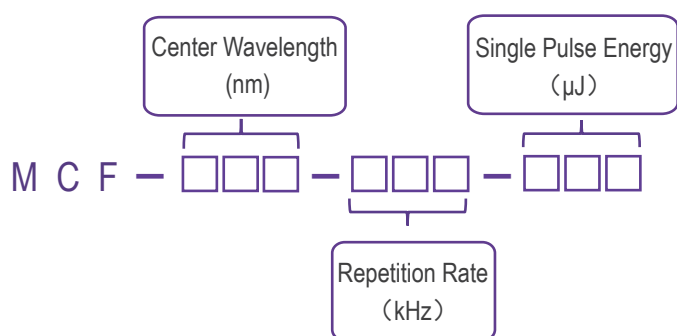 Center Wavelength
(nm)
Single Pulse Energy
（µJ）
M C F – □□□ – □□□ – □□□
Repetition Rate
（kHz）